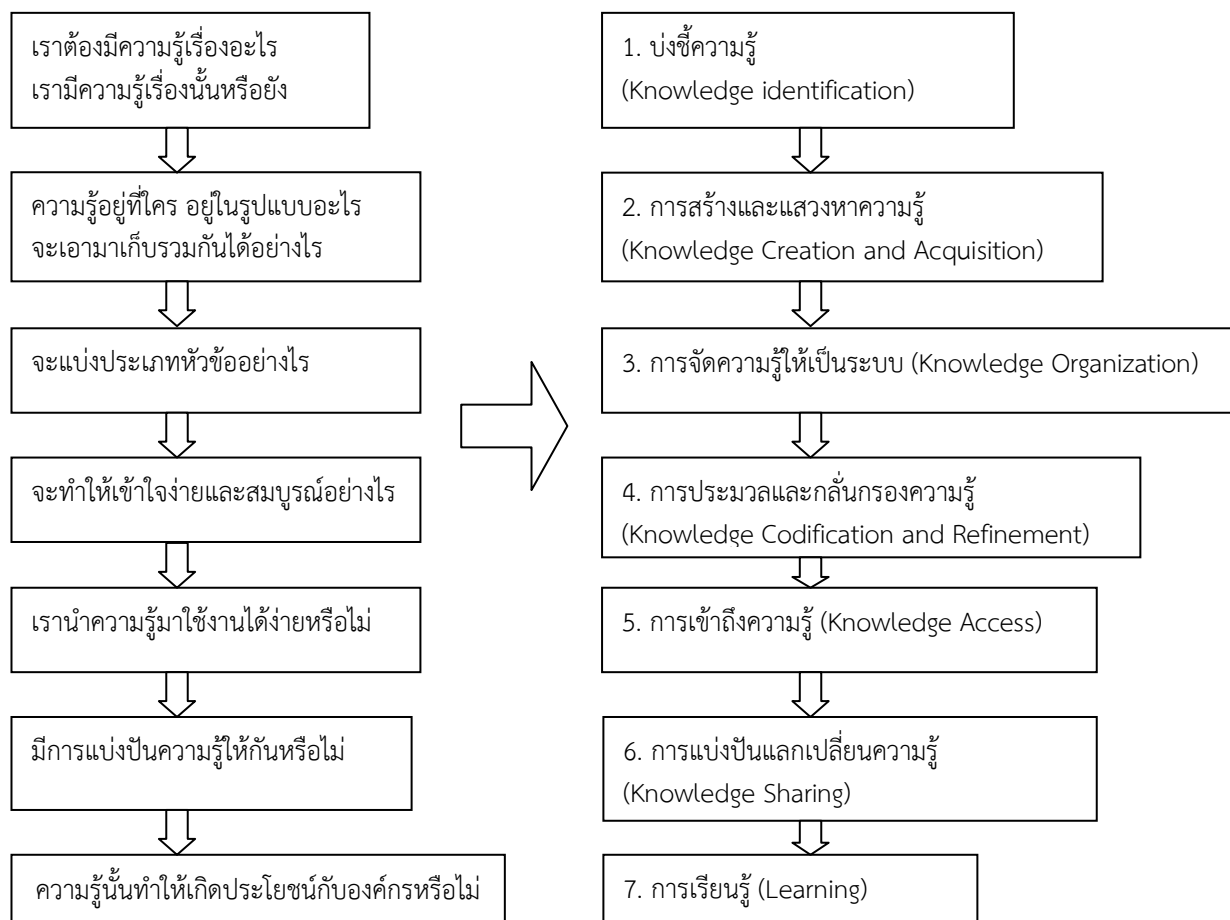 เราต้องมีความรู้เรื่องอะไร
เรามีความรู้เรื่องนั้นหรือยัง
ความรู้อยู่ที่ใคร อยู่ในรูปแบบอะไร
จะเอามาเก็บรวมกันได้อย่างไร
จะแบ่งประเภทหัวข้ออย่างไร
จะทำให้เข้าใจง่ายและสมบูรณ์อย่างไร
เรานำความรู้มาใช้งานได้ง่ายหรือไม่
มีการแบ่งปันความรู้ให้กันหรือไม่
ความรู้นั้นทำให้เกิดประโยชน์กับองค์กรหรือไม่
1. บ่งชี้ความรู้
(Knowledge identification)
2. การสร้างและแสวงหาความรู้
(Knowledge Creation and Acquisition)
3. การจัดความรู้ให้เป็นระบบ (Knowledge Organization)
4. การประมวลและกลั่นกรองความรู้
(Knowledge Codification and Refinement)
5. การเข้าถึงความรู้ (Knowledge Access)
6. การแบ่งปันแลกเปลี่ยนความรู้
(Knowledge Sharing)
7. การเรียนรู้ (Learning)